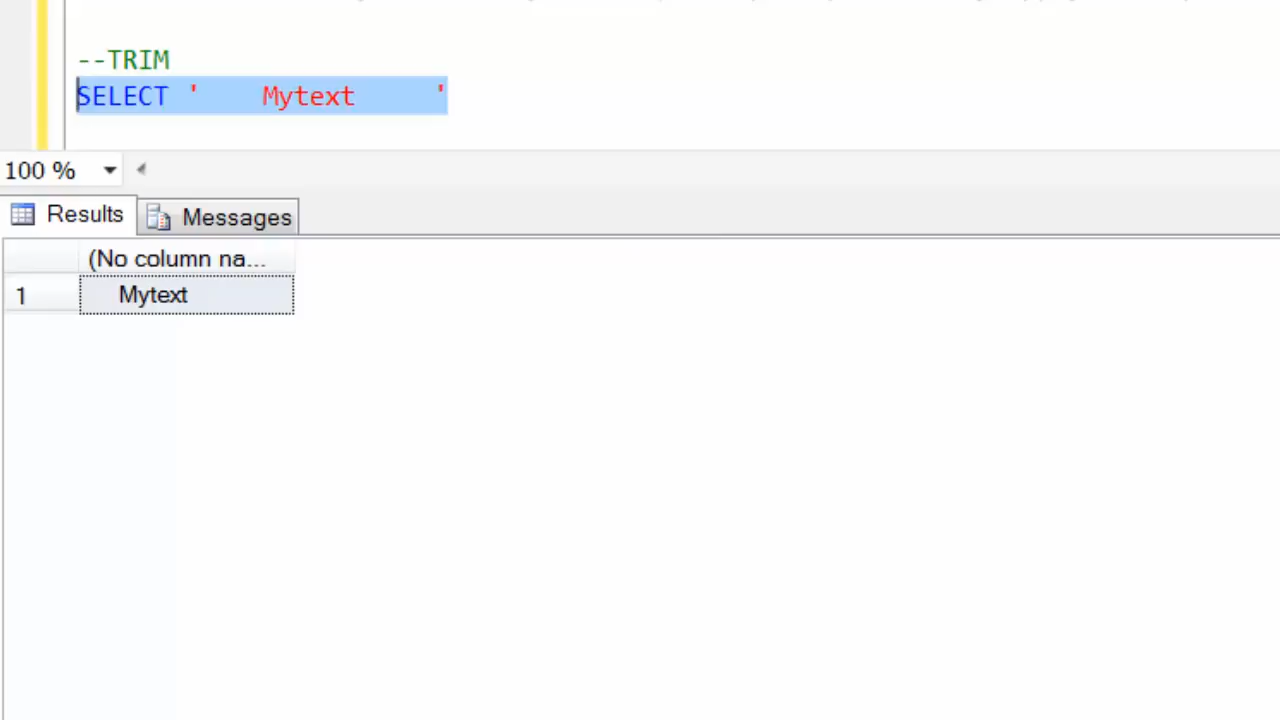 --TRIM
SELECT '    Mytext     '
100 %
Results Messages
(No column na...
1 Mytext